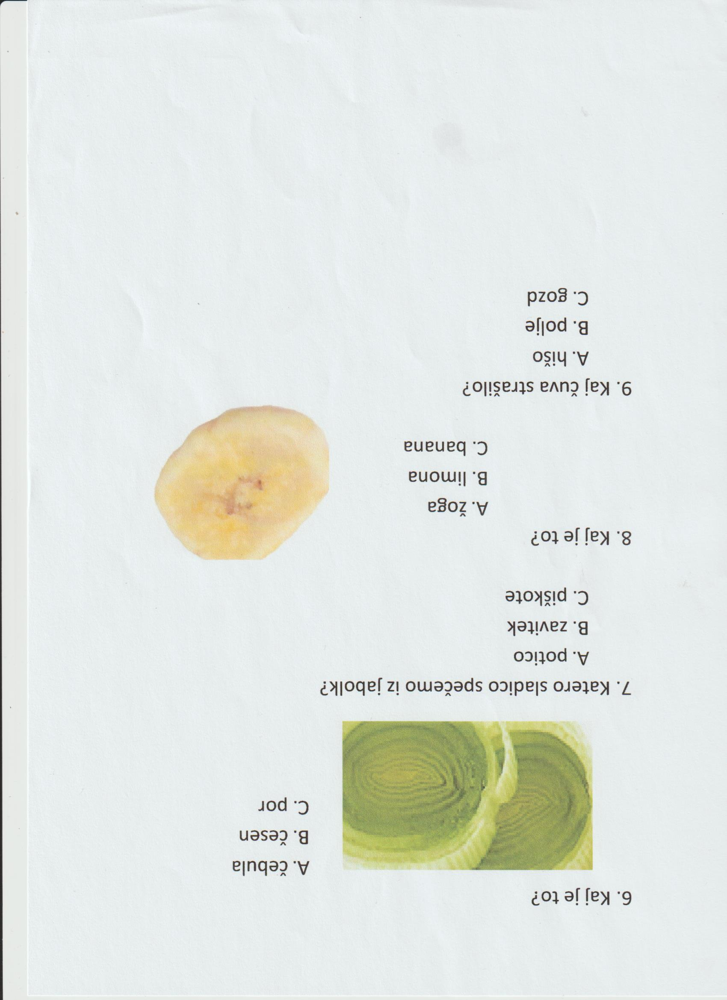 6. Kaj je to?
A. čebula
B. česen
C. por
7. Katero sladico spečemo iz jabolk?
A. potico
B. zavitek
C. piškote
8. Kaj je to?
A. žoga
B. limona
C. banana
9. Kaj čuva strašilo?
A. hišo
B. polje
C. gozd